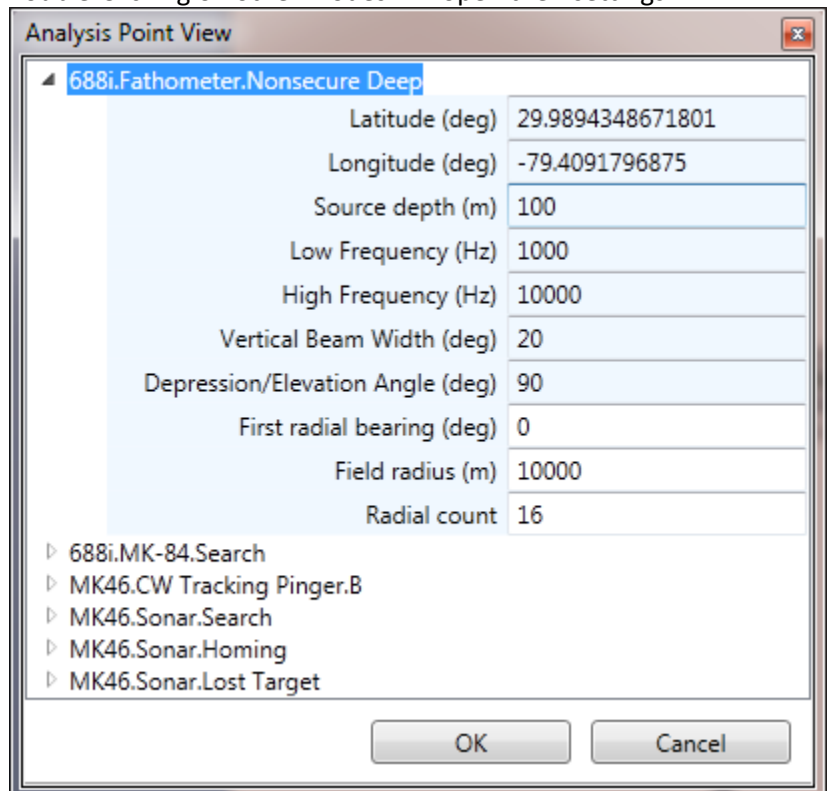 Analysis Point View
688i.Fathometer.Nonsecure Deep
Latitude (deg) 29.9894348671801
Longitude (deg) -79.4091796875
Source depth (m) 100
Low Frequency (Hz) 1000
High Frequency (Hz) 10000
Vertical Beam Width (deg) 20
Depression/Elevation Angle (deg) 90
First radial bearing (deg) 0
Field radius (m) 10000
Radial count 16
688i.MK-84.Search
MK46.CW Tracking Pinger.B
MK46.Sonar.Search
MK46.Sonar.Homing
MK46.Sonar.Lost Target
OK Cancel